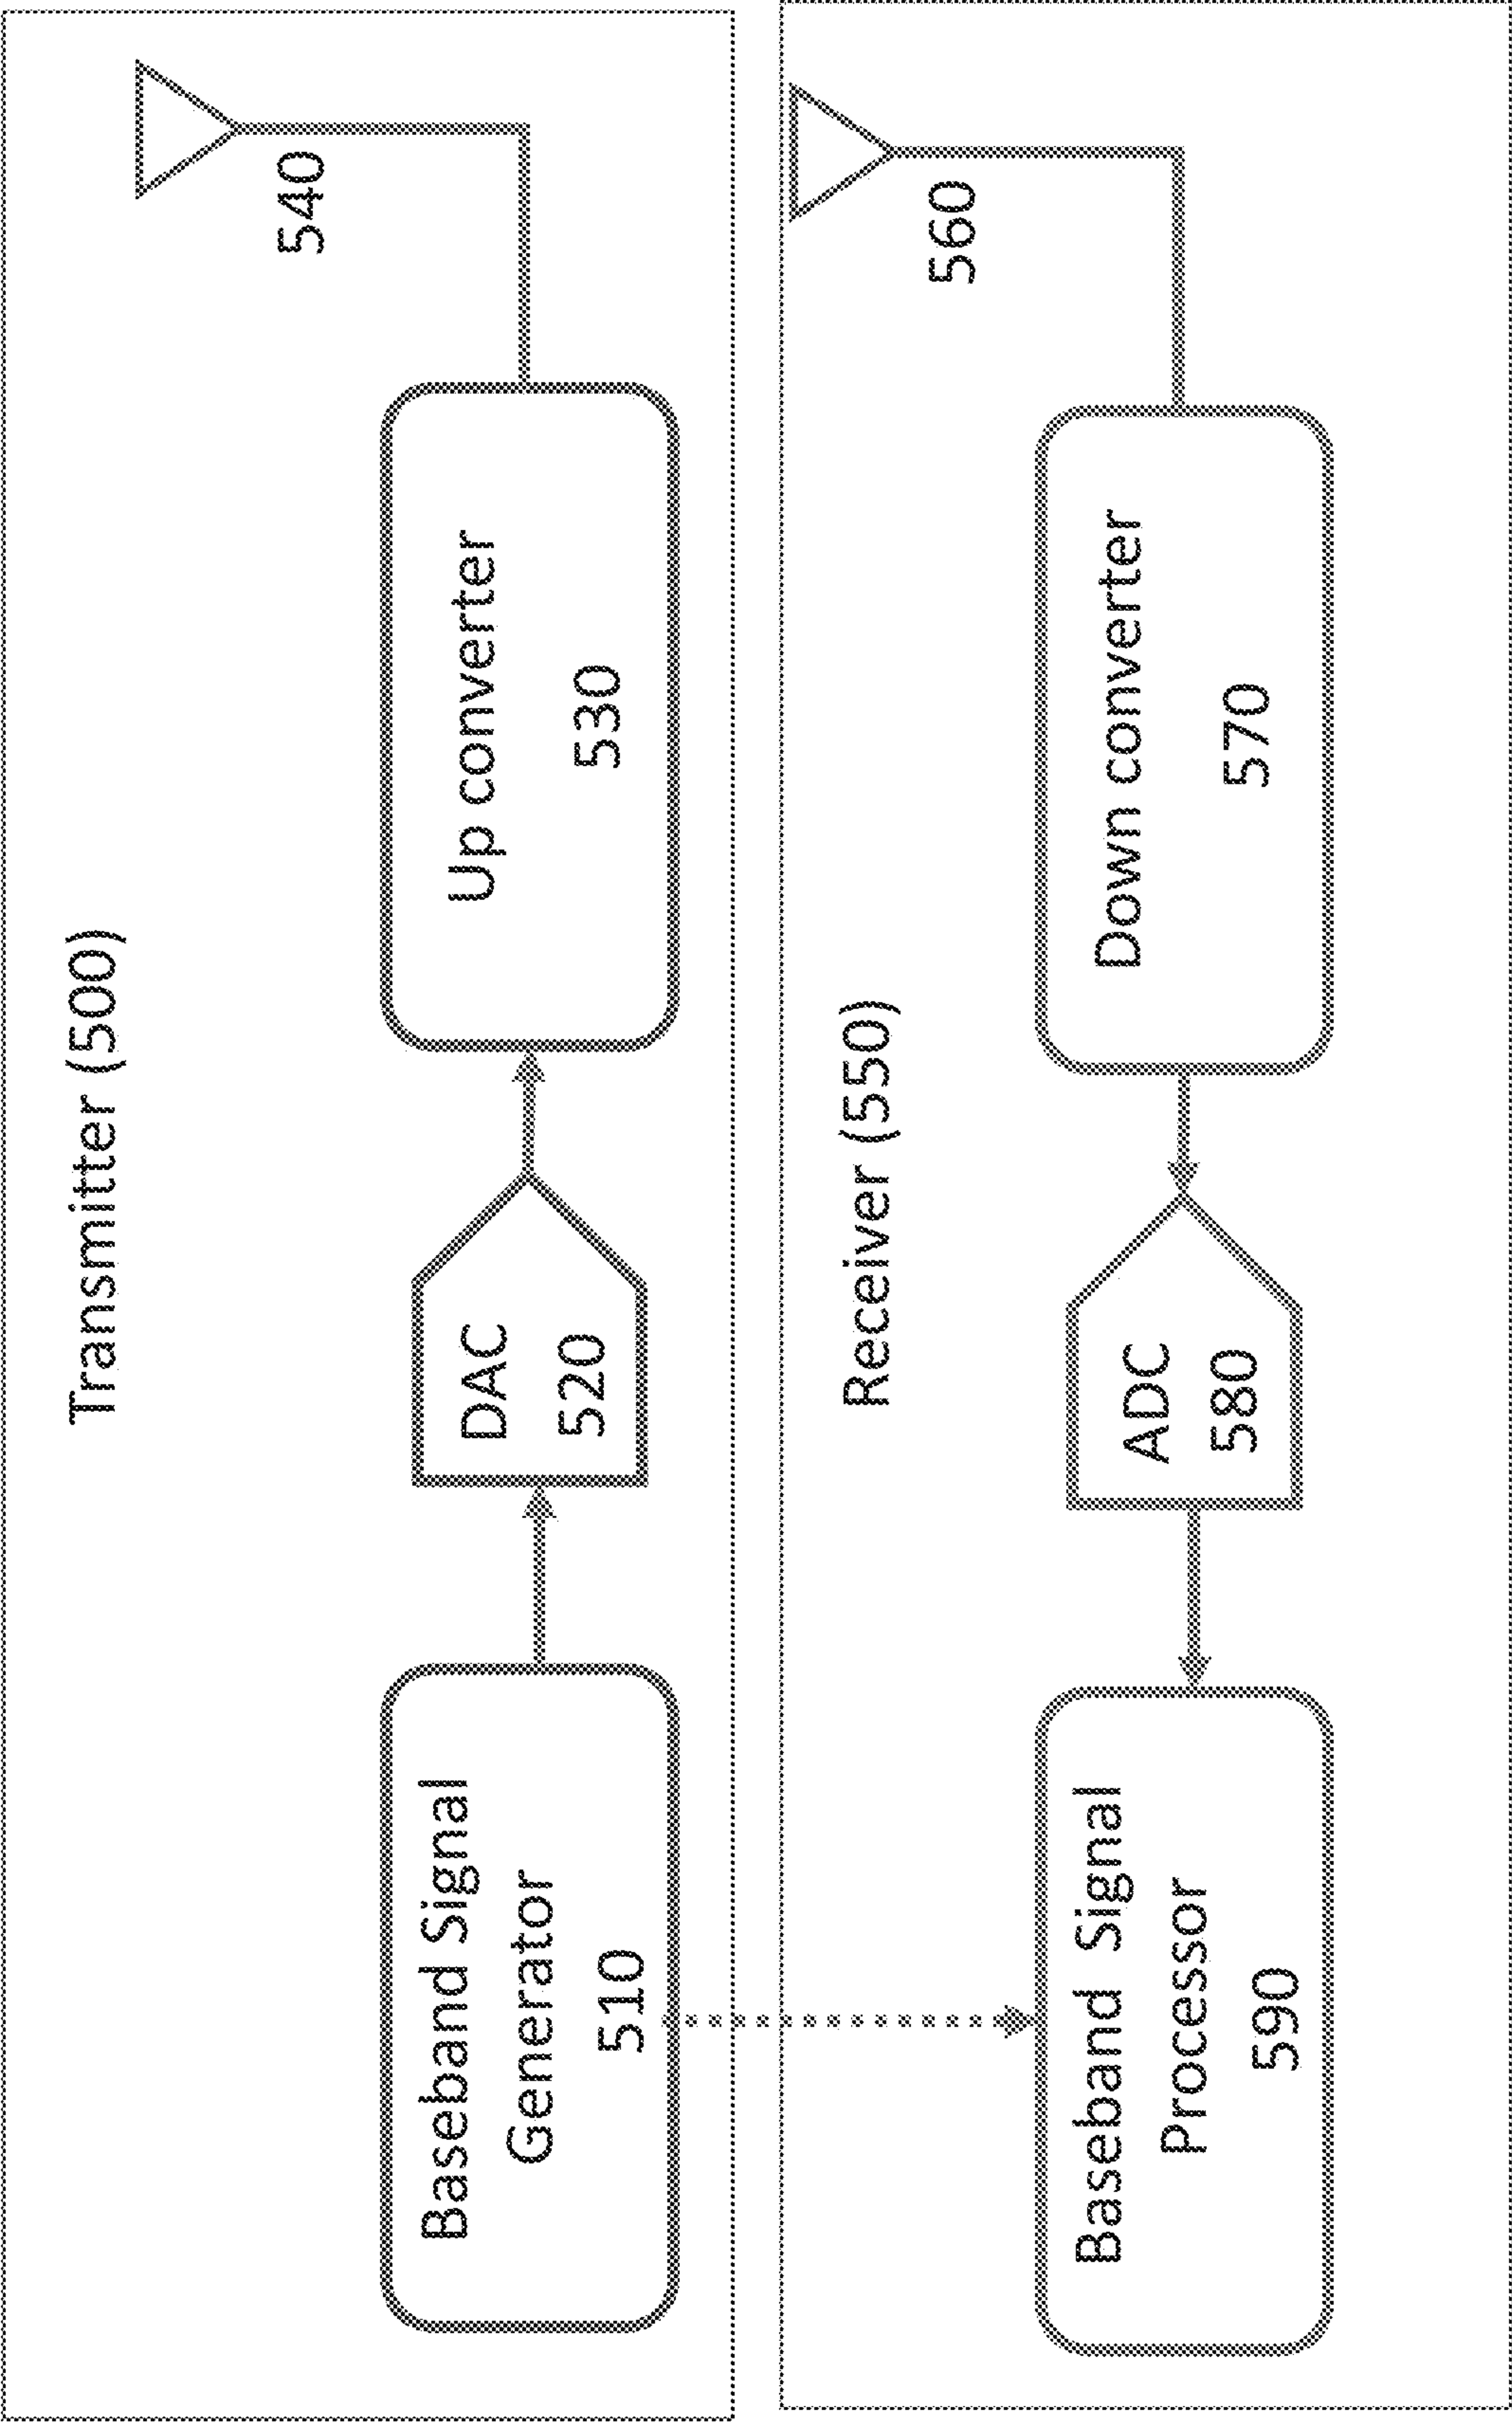 Transmitter (500)
540
Baseband Signal
Generator
510
DAC
520
Up converter
530
Receiver (550)
560
Baseband Signal
Processor
590
ADC
580
Down converter
570